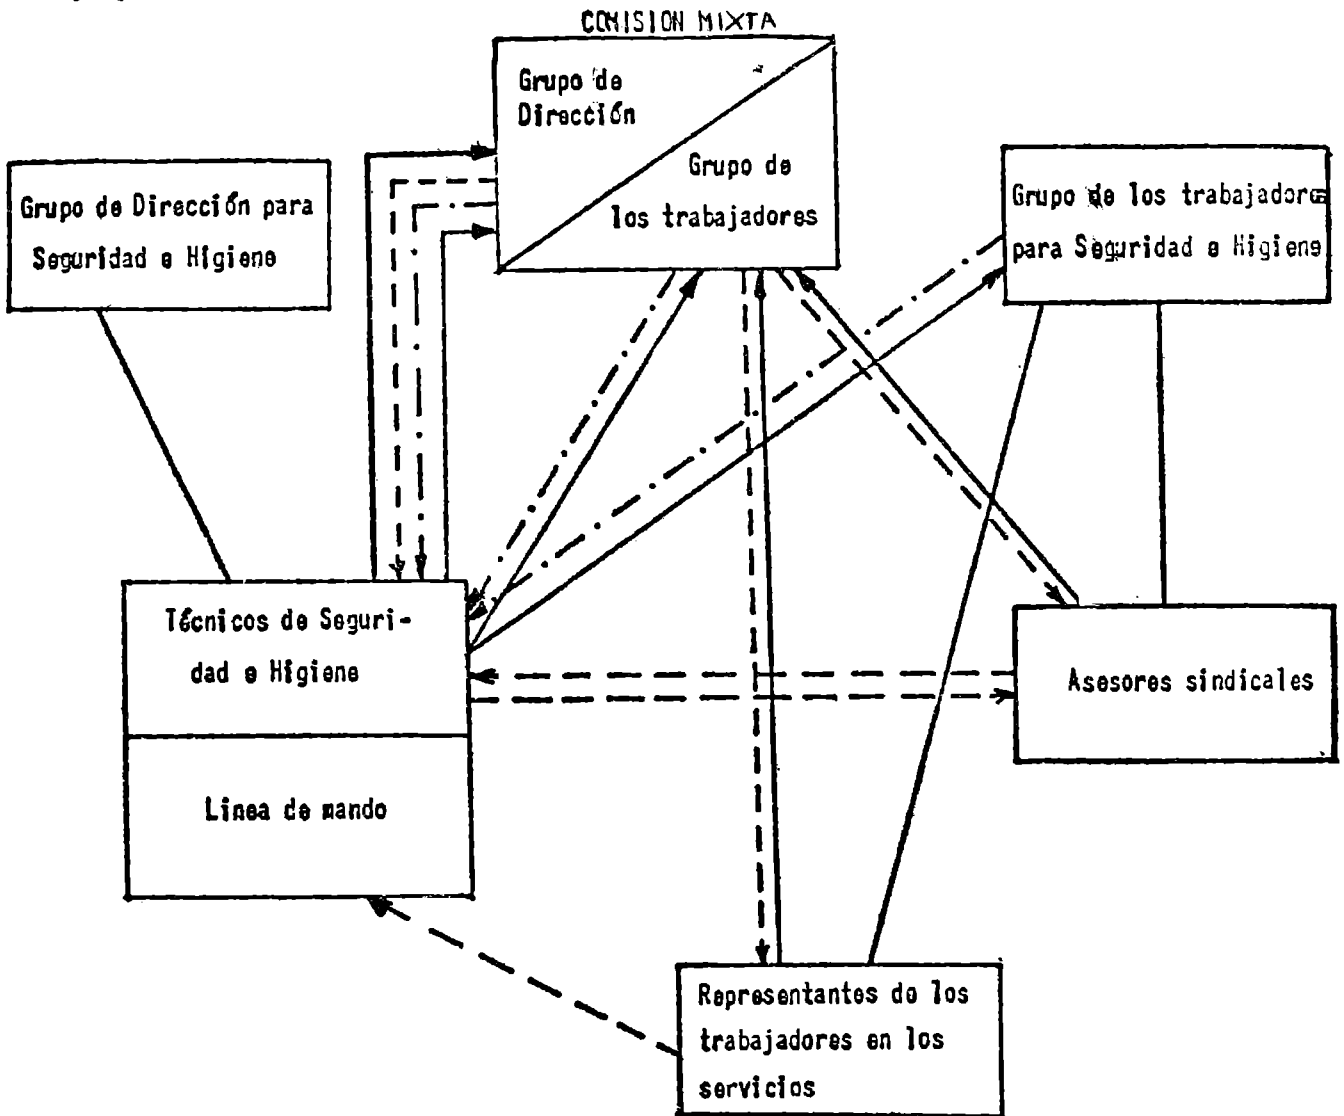 COMISION MIXTA
Grupo de
Dirección
Grupo de
los trabajadores
Grupo de Dirección para
Seguridad e Higiene
Grupo de los trabajadores
para Seguridad e Higiene
Técnicos de Seguri-
dad e Higiene
Linea de mando
Asesores sindicales
Representantes de los
trabajadores en los
servicios